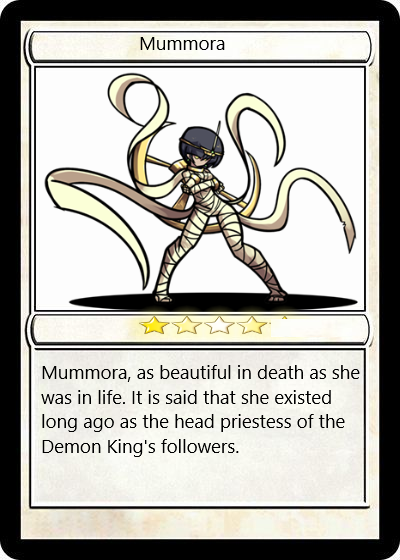 Mummora
Mummora, as beautiful in death as she
was in life. It is said that she existed
long ago as the head priestess of the
Demon King's followers.